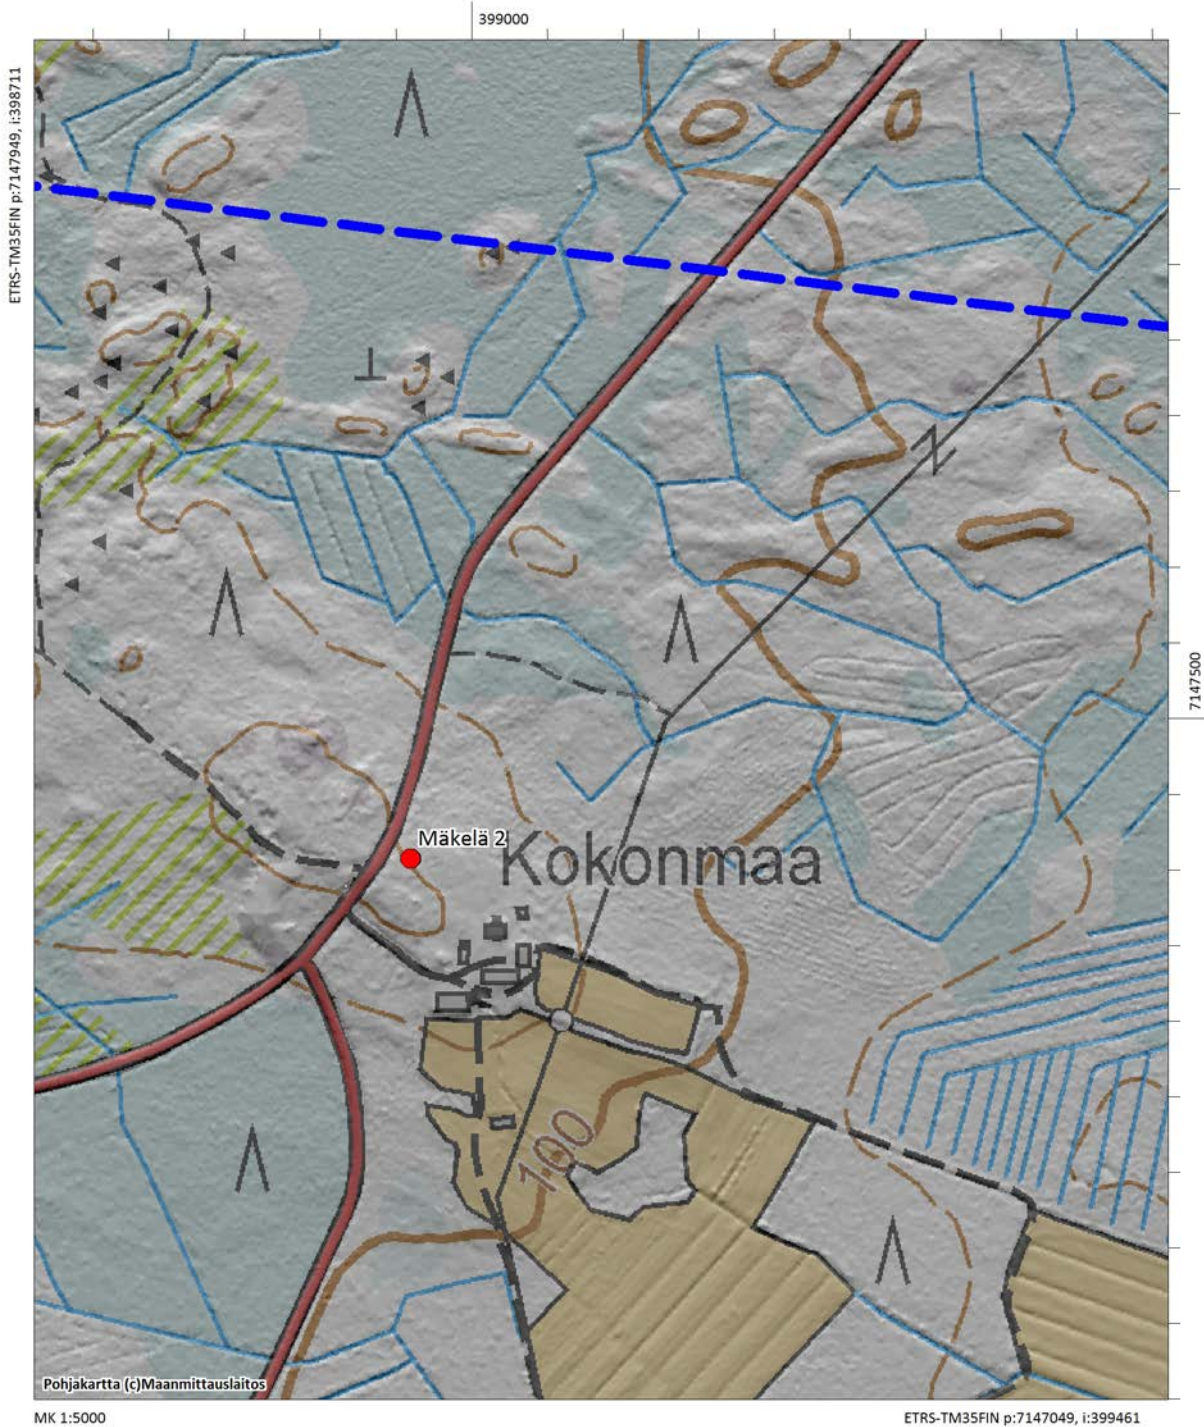 399000
ETRS-TM35FIN p:7147949, i:398711
7147500
Mäkelä 2
Kokonmaa
100
Pohjakartta (c)Maanmittauslaitos
MK 1:5000
ETRS-TM35FIN p:7147049, i:399461